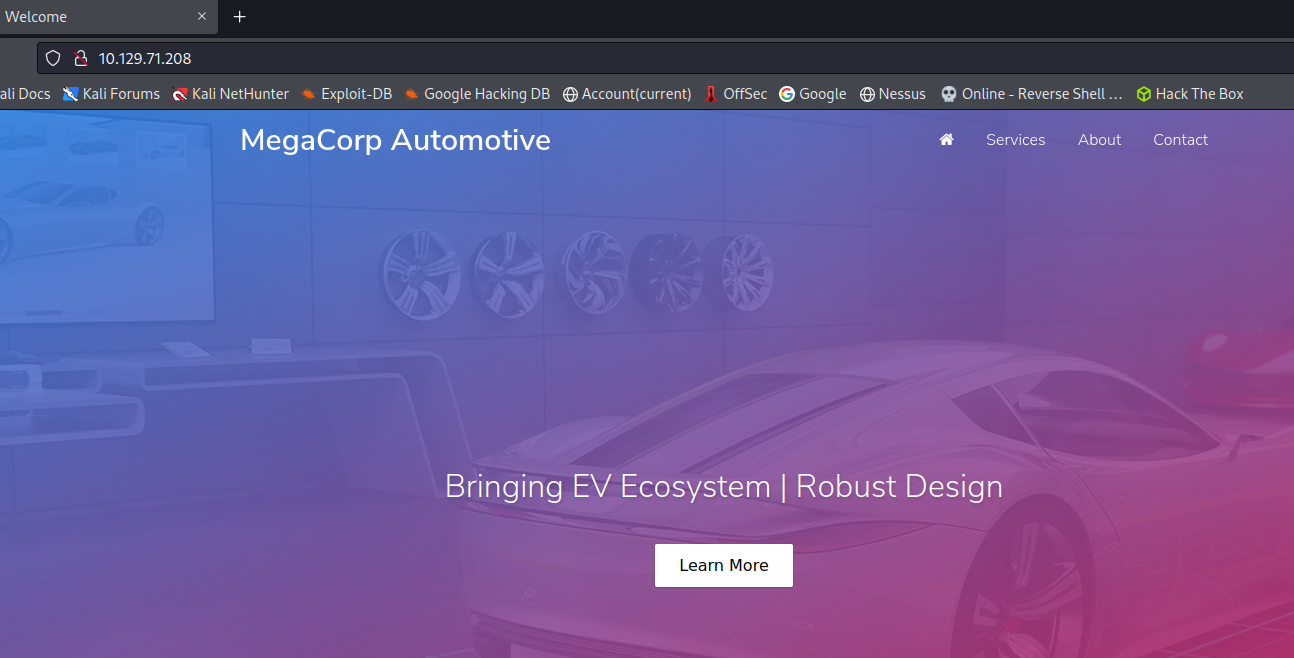 Welcome
10.129.71.208
ali Docs Kali Forums Kali NetHunter Exploit-DB Google Hacking DB Account(current) OffSec Google Nessus Online - Reverse Shell ... Hack The Box
MegaCorp Automotive Services About Contact
Bringing EV Ecosystem | Robust Design
Learn More